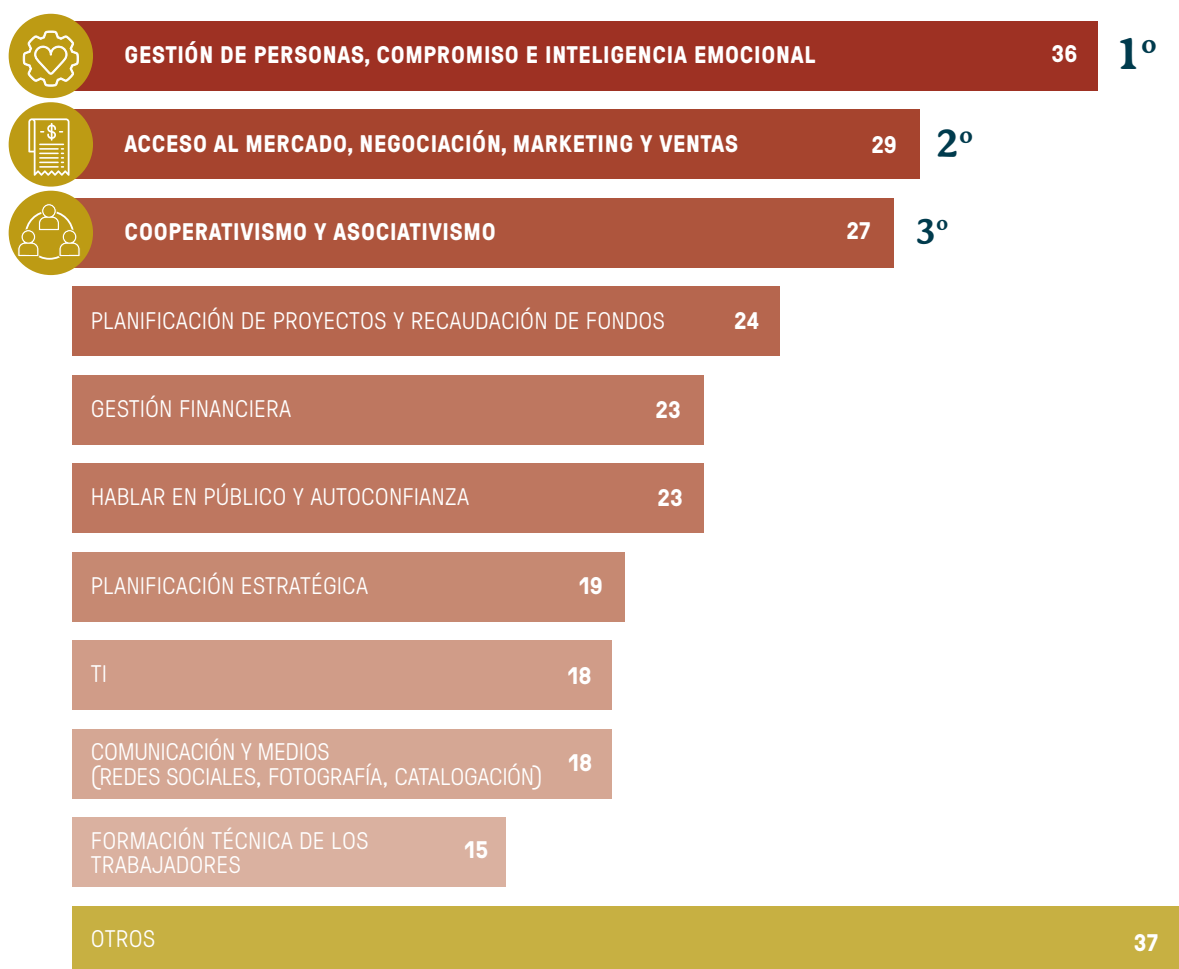 GESTIÓN DE PERSONAS, COMPROMISO E INTELIGENCIA EMOCIONAL 36 1º
-$-
ACCESO AL MERCADO, NEGOCIACIÓN, MARKETING Y VENTAS 29 2º
COOPERATIVISMO Y ASOCIATIVISMO 27 3º
PLANIFICACIÓN DE PROYECTOS Y RECAUDACIÓN DE FONDOS 24
GESTIÓN FINANCIERA 23
HABLAR EN PÚBLICO Y AUTOCONFIANZA 23
PLANIFICACIÓN ESTRATÉGICA 19
TI 18
COMUNICACIÓN Y MEDIOS
(REDES SOCIALES, FOTOGRAFÍA, CATALOGACIÓN) 18
FORMACIÓN TÉCNICA DE LOS
TRABAJADORES 15
OTROS 37